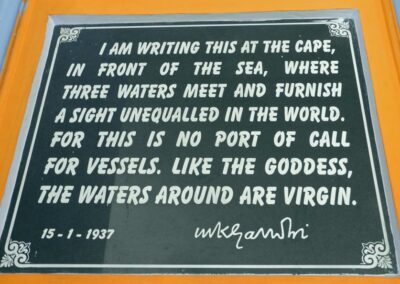 I AM WRITING THIS AT THE CAPE,
IN FRONT OF THE SEA, WHERE
THREE WATERS MEET AND FURNISH
A SIGHT UNEQUALLED IN THE WORLD.
FOR THIS IS NO PORT OF CALL
FOR VESSELS. LIKE THE GODDESS,
THE WATERS AROUND ARE VIRGIN.
15 - 1 - 1937 mkgandhi